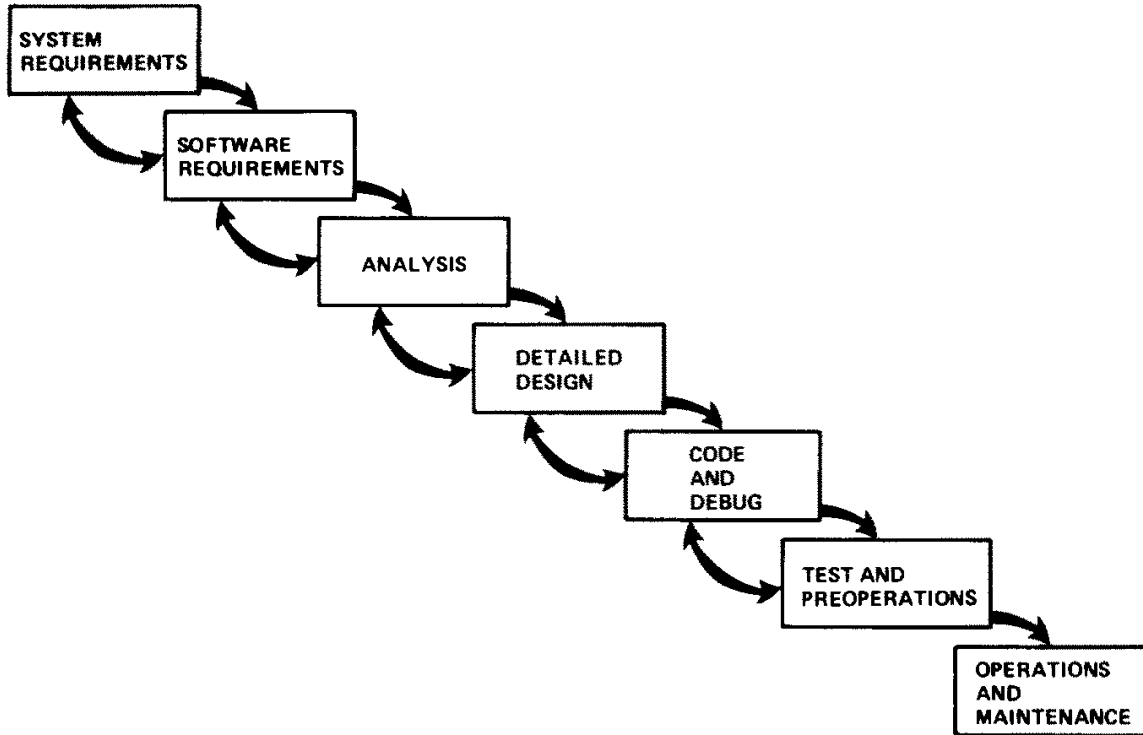 SYSTEM
REQUIREMENTS
SOFTWARE
REQUIREMENTS
ANALYSIS
DETAILED
DESIGN
CODE
AND
DEBUG
TEST AND
PREOPERATIONS
OPERATIONS
AND
MAINTENANCE